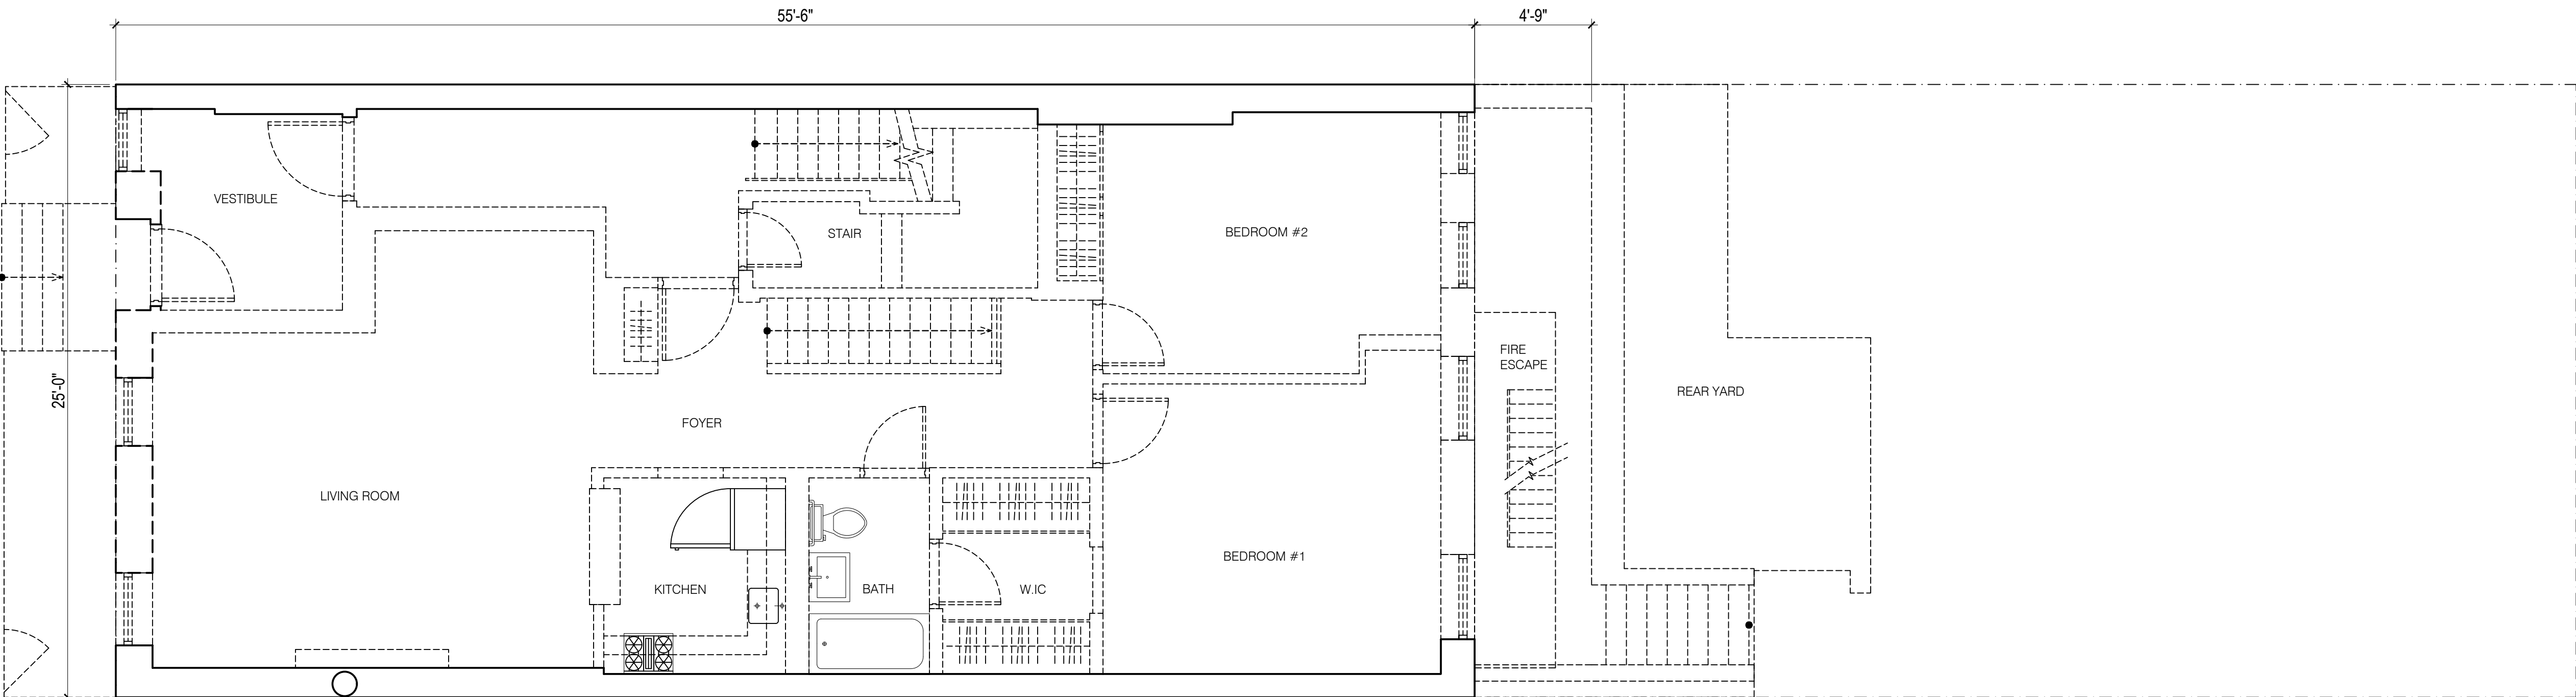 55'-6"
4'-9"
VESTIBULE
STAIR
BEDROOM #2
FIRE
ESCAPE
25'-0"
REAR YARD
FOYER
LIVING ROOM
BEDROOM #1
KITCHEN
BATH
W.IC